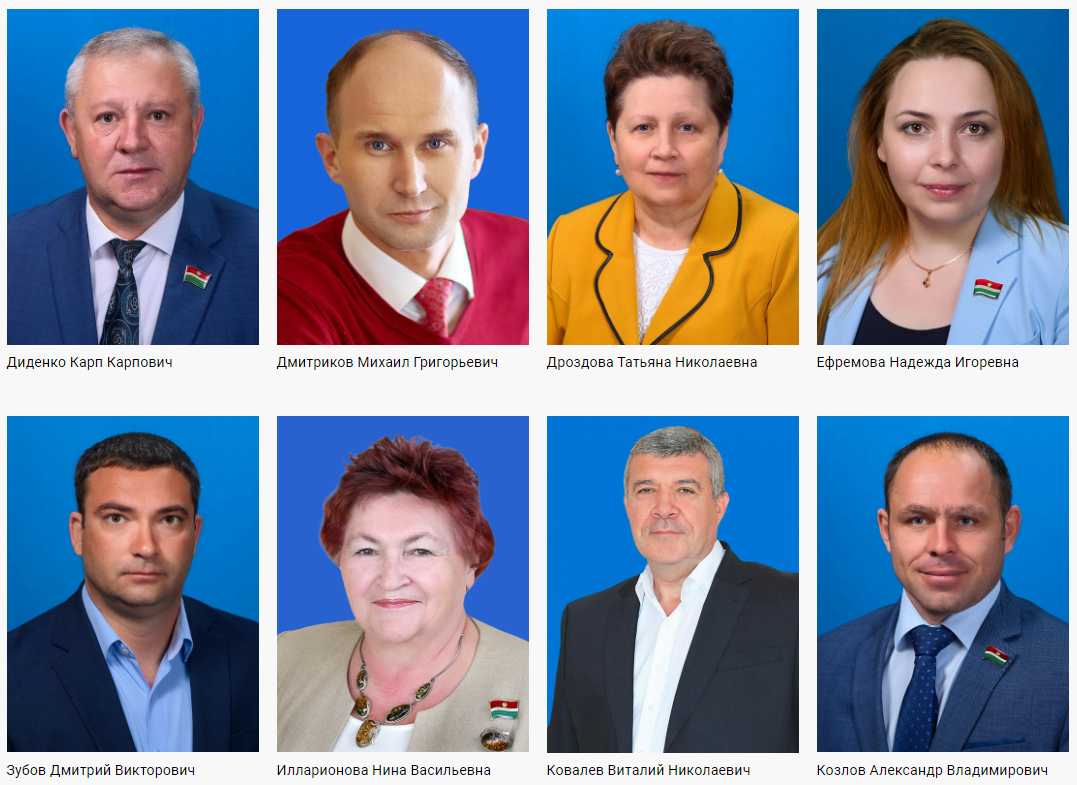 Диденко Карп Карпович
Дмитриков Михаил Григорьевич
Дроздова Татьяна Николаевна
Ефремова Надежда Игоревна
Зубов Дмитрий Викторович
Илларионова Нина Васильевна
Ковалев Виталий Николаевич
Козлов Александр Владимирович